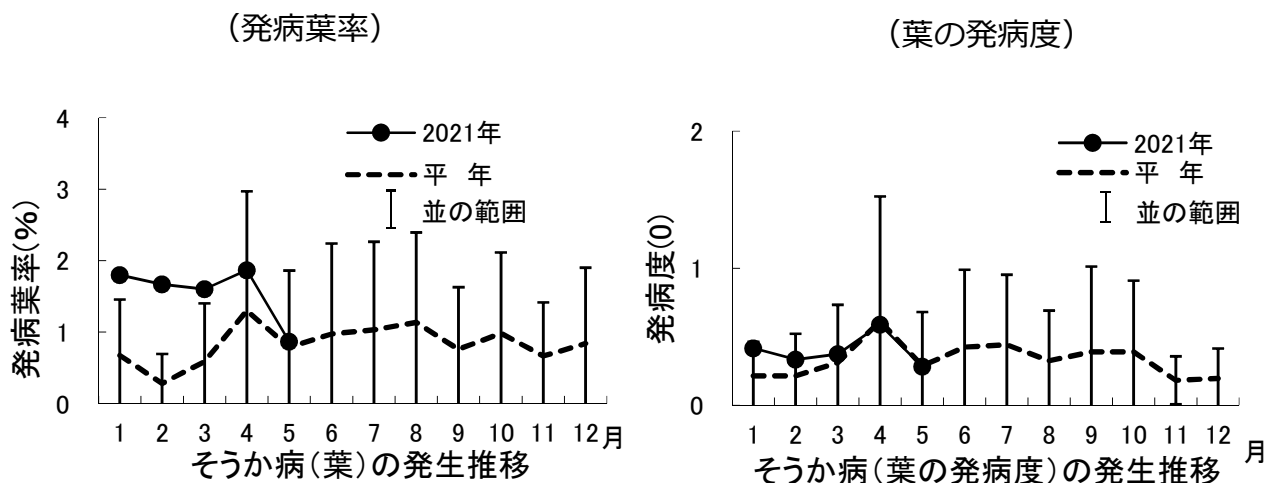 (発病葉率)
4
3
2
1
0
発病葉率(%)
2021年
平 年
並の範囲
1 2 3 4 5 6 7 8 9 10 11 12 月
そうか病(葉)の発生推移
(葉の発病度)
2
1
0
発病度(0)
2021年
平 年
並の範囲
1 2 3 4 5 6 7 8 9 10 11 12 月
そうか病(葉の発病度)の発生推移